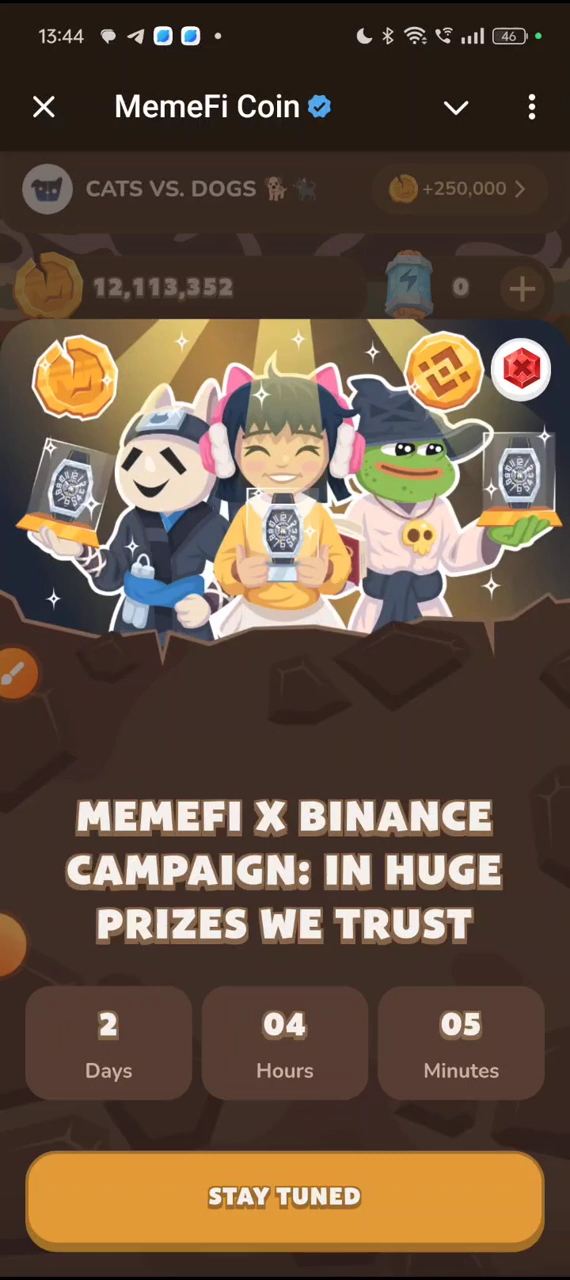 13:44
46
MemeFi Coin
CATS VS. DOGS
+250,000
12,113,352
0
MEMEFI X BINANCE
CAMPAIGN: IN HUGE
PRIZES WE TRUST
2
04
05
Days
Hours
Minutes
STAY TUNED